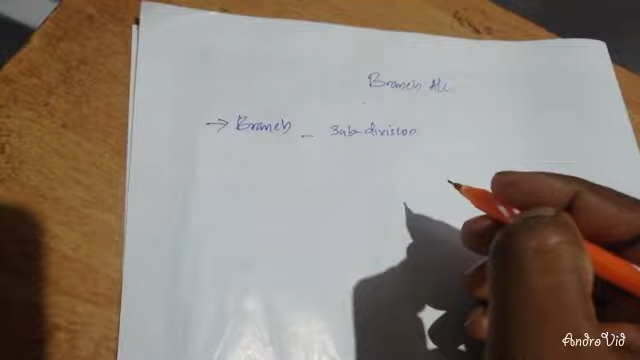 Branch A/c
→ Branch - Sub-division
AndroVid